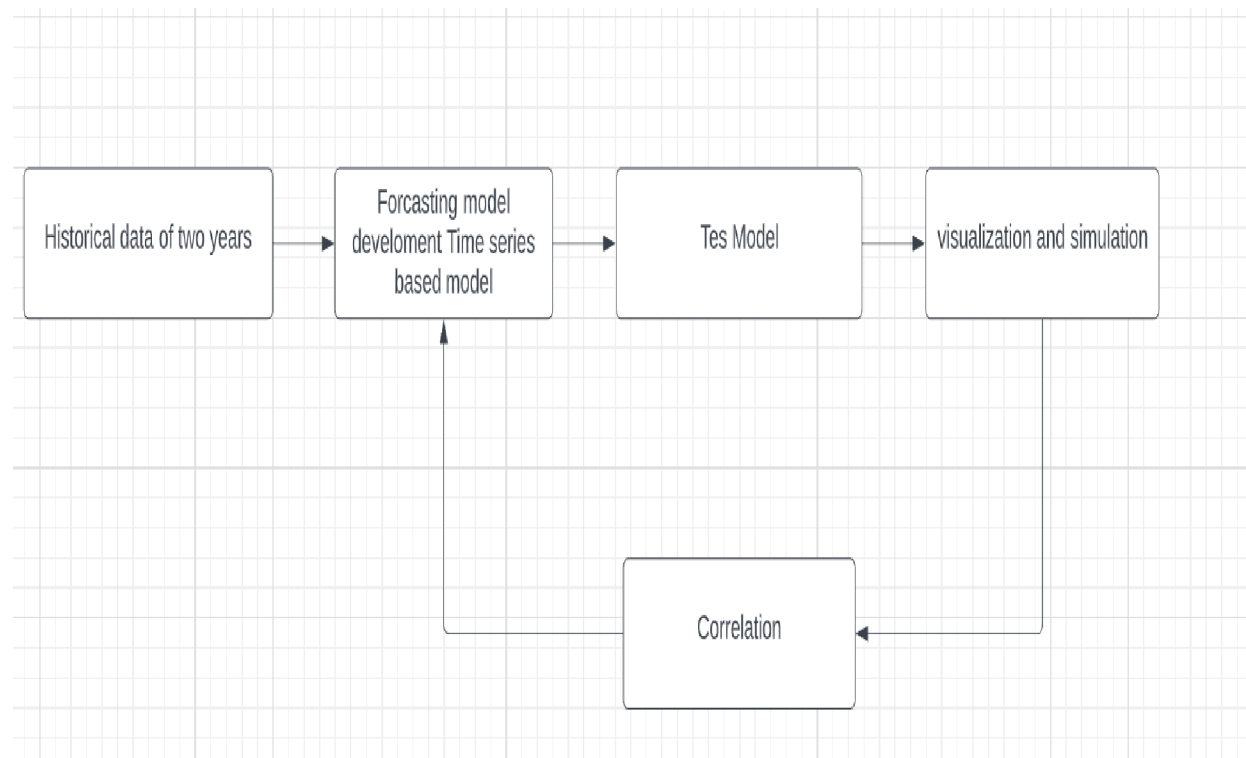 Historical data of two years
Forcasting model
develoment Time series
based model
Tes Model
visualization and simulation
Correlation